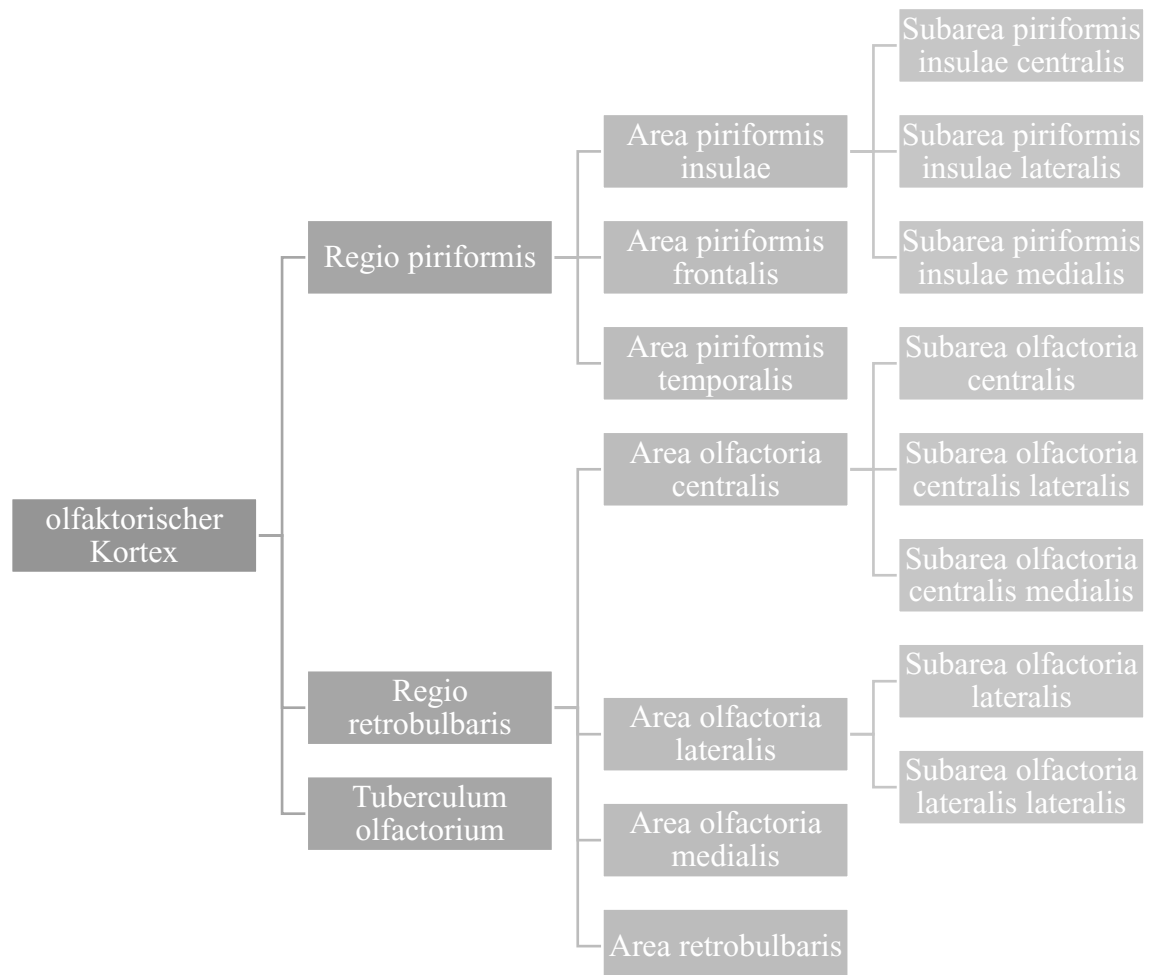 olfaktorischer
Kortex
Regio piriformis
Area piriformis
insulae
Subarea piriformis
insulae centralis
Subarea piriformis
insulae lateralis
Subarea piriformis
insulae medialis
Area piriformis
frontalis
Area piriformis
temporalis
Regio
retrobulbaris
Area olfactoria
centralis
Subarea olfactoria
centralis
Subarea olfactoria
centralis lateralis
Subarea olfactoria
centralis medialis
Area olfactoria
lateralis
Subarea olfactoria
lateralis
Subarea olfactoria
lateralis lateralis
Area olfactoria
medialis
Area retrobulbaris
Tuberculum
olfactorium